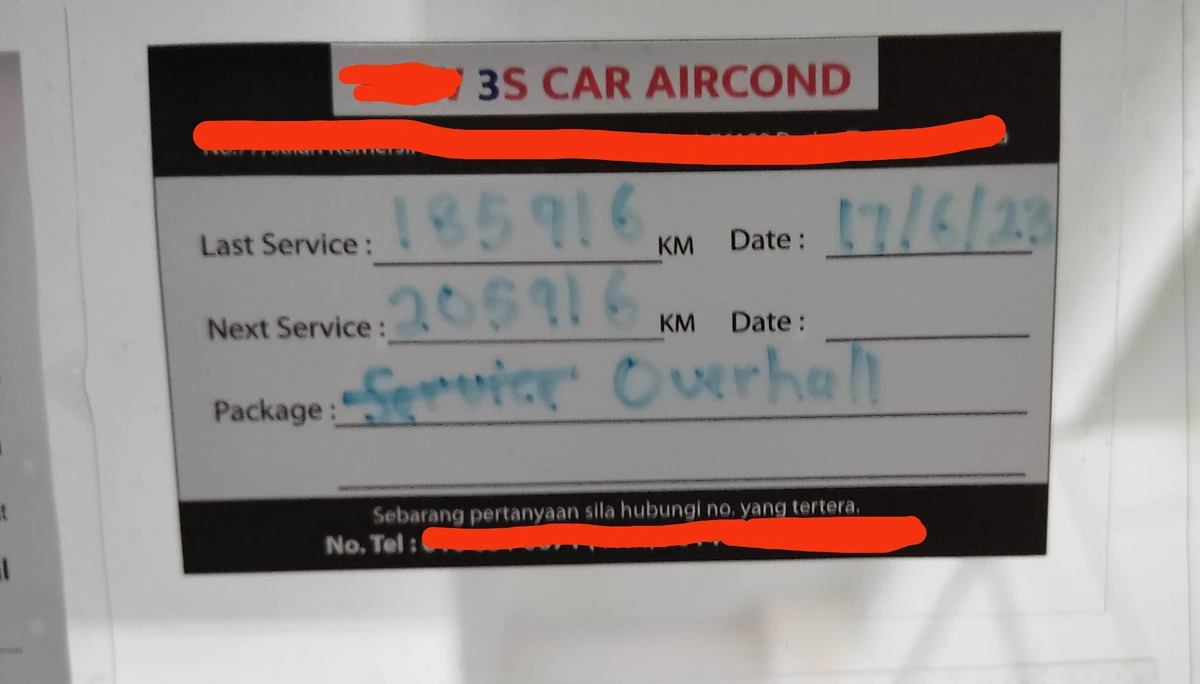 3S CAR AIRCOND
Last Service : 185916 KM Date : 17/6/23
Next Service : 205916 KM Date :
Package : Service Overhall
Sebarang pertanyaan sila hubungi no. yang tertera.
No. Tel :